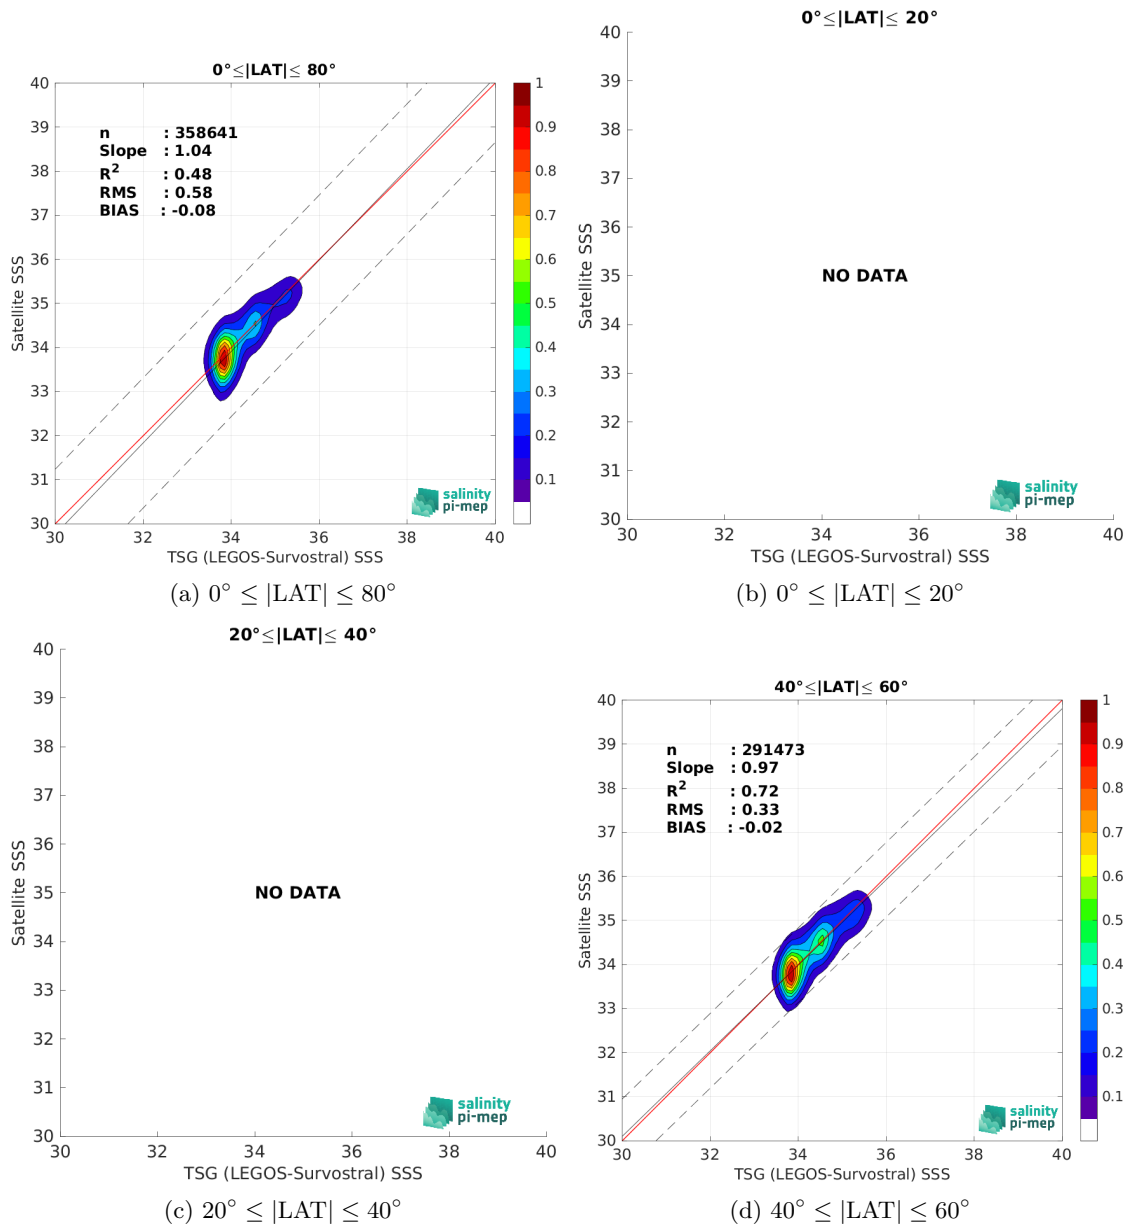 0°≤|LAT|≤ 80°
40
39
38
37
36
35
34
33
32
31
30
30
32
34
36
38
40
Satellite SSS
TSG (LEGOS-Survostral) SSS
n : 358641
Slope : 1.04
R² : 0.48
RMS : 0.58
BIAS : -0.08
1
0.9
0.8
0.7
0.6
0.5
0.4
0.3
0.2
0.1
salinity
pi-mep
(a) 0° ≤ |LAT| ≤ 80°
0°≤|LAT|≤ 20°
40
39
38
37
36
35
34
33
32
31
30
30
32
34
36
38
40
Satellite SSS
TSG (LEGOS-Survostral) SSS
NO DATA
salinity
pi-mep
(b) 0° ≤ |LAT| ≤ 20°
20°≤|LAT|≤ 40°
40
39
38
37
36
35
34
33
32
31
30
30
32
34
36
38
40
Satellite SSS
TSG (LEGOS-Survostral) SSS
NO DATA
salinity
pi-mep
(c) 20° ≤ |LAT| ≤ 40°
40°≤|LAT|≤ 60°
40
39
38
37
36
35
34
33
32
31
30
30
32
34
36
38
40
Satellite SSS
TSG (LEGOS-Survostral) SSS
n : 291473
Slope : 0.97
R² : 0.72
RMS : 0.33
BIAS : -0.02
1
0.9
0.8
0.7
0.6
0.5
0.4
0.3
0.2
0.1
salinity
pi-mep
(d) 40° ≤ |LAT| ≤ 60°